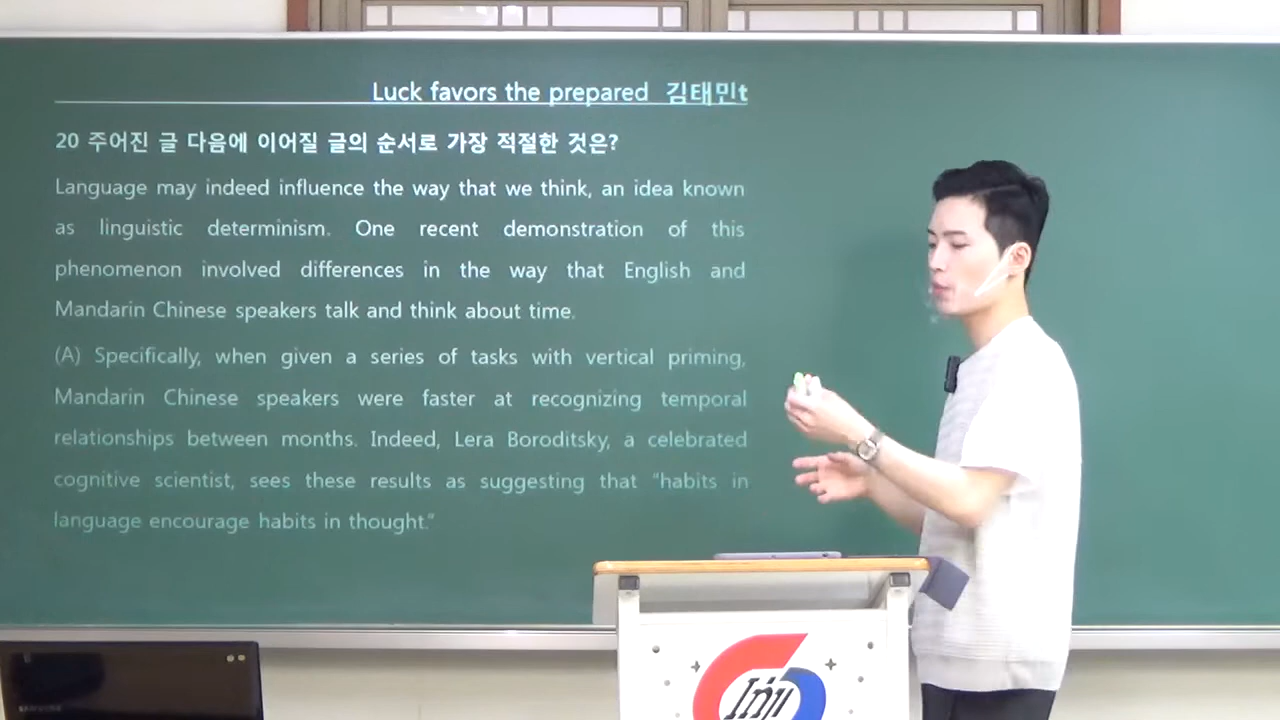 Luck favors the prepared 김태민t
20 주어진 글 다음에 이어질 글의 순서로 가장 적절한 것은?
Language may indeed influence the way that we think, an idea known
as linguistic determinism. One recent demonstration of this
phenomenon involved differences in the way that English and
Mandarin Chinese speakers talk and think about time.
(A) Specifically, when given a series of tasks with vertical priming,
Mandarin Chinese speakers were faster at recognizing temporal
relationships between months. Indeed, Lera Boroditsky, a celebrated
cognitive scientist, sees these results as suggesting that "habits in
language encourage habits in thought."
SAMSUNG